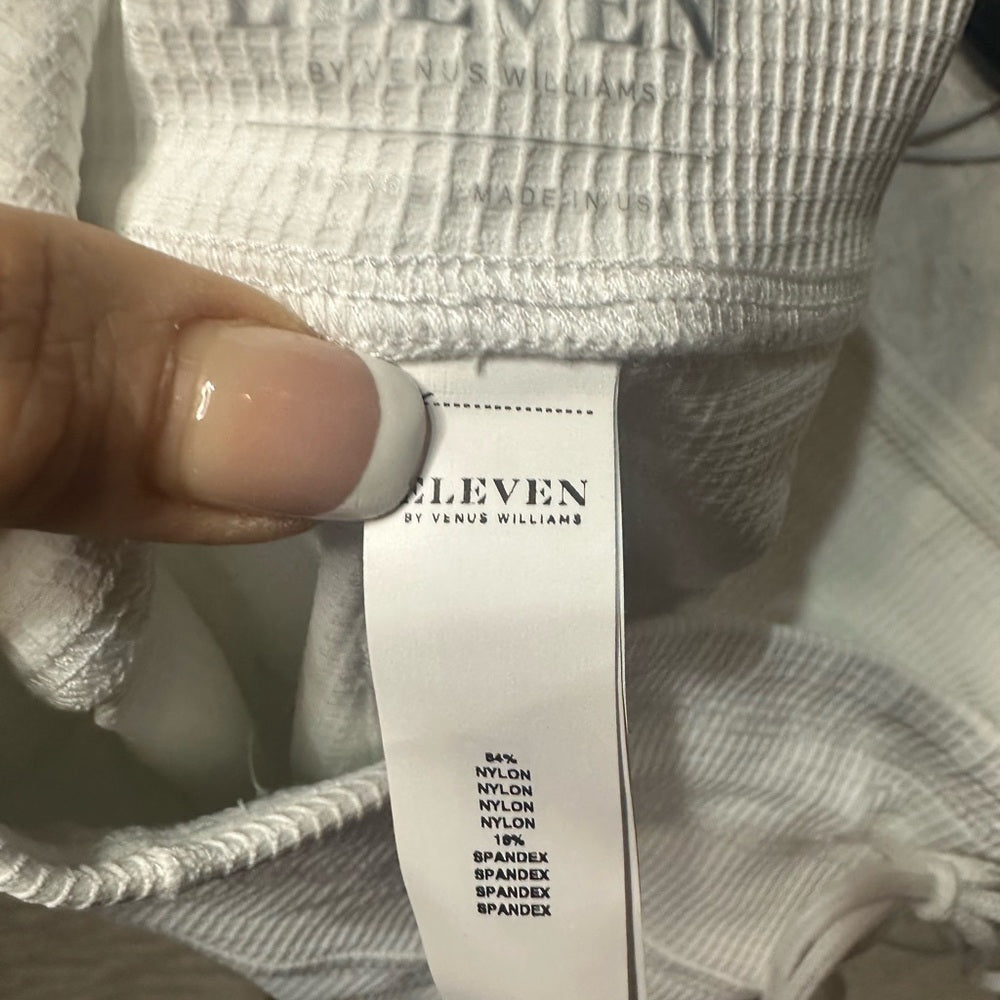 ELEVEN
BY VENUS WILLIAMS
MADE IN USA
ELEVEN
BY VENUS WILLIAMS
84%
NYLON
NYLON
NYLON
NYLON
16%
SPANDEX
SPANDEX
SPANDEX
SPANDEX